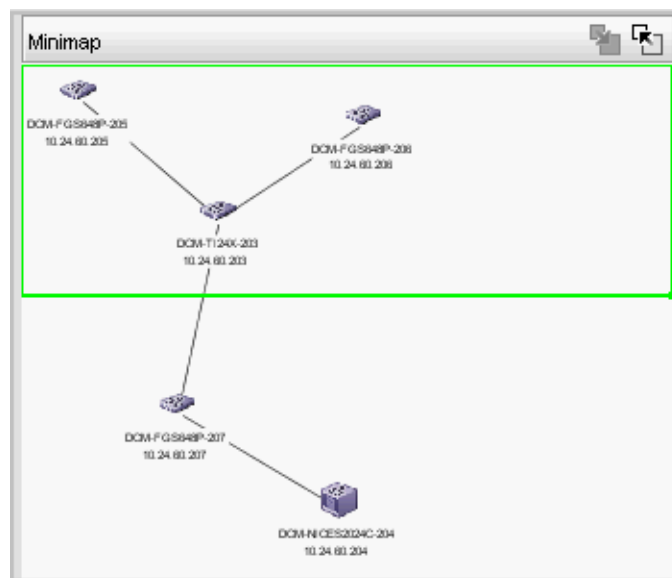 Minimap
DCM-FGS648P-205
10.24.60.205
DCM-FGS648P-206
10.24.60.206
DCM-TI24X-203
10.24.60.203
DCM-FGS648P-207
10.24.60.207
DCM-NICES2024C-204
10.24.60.204